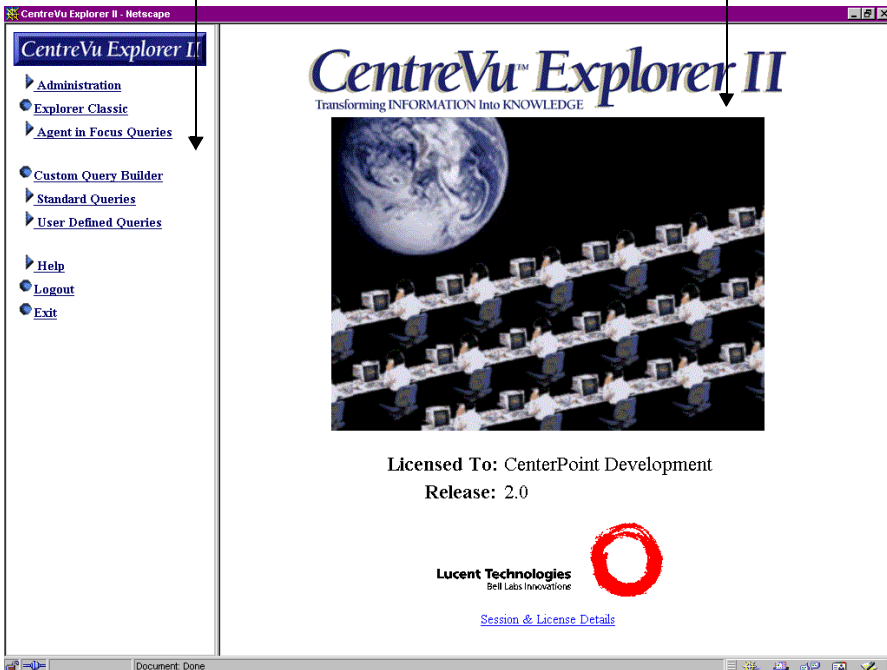 CentreVu Explorer II - Netscape
CentreVu Explorer II
Administration
Explorer Classic
Agent in Focus Queries
Custom Query Builder
Standard Queries
User Defined Queries
Help
Logout
Exit
CentreVu™ Explorer II
Transforming INFORMATION Into KNOWLEDGE
Licensed To: CenterPoint Development
Release: 2.0
Lucent Technologies
Bell Labs Innovations
Session & License Details
Document: Done